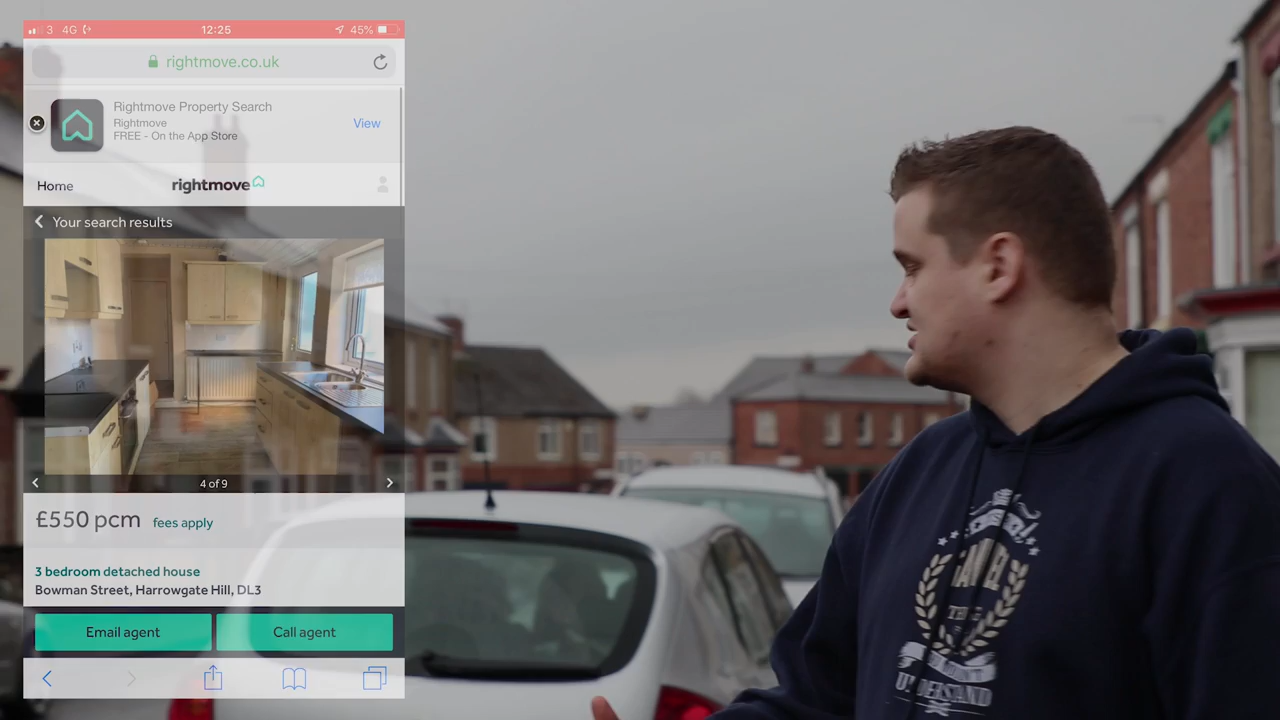 3 4G 12:25 45%
rightmove.co.uk
Rightmove Property Search
Rightmove
FREE - On the App Store
View
Home
rightmove
Your search results
4 of 9
£550 pcm fees apply
3 bedroom detached house
Bowman Street, Harrowgate Hill, DL3
Email agent
Call agent
UNDERSTAND